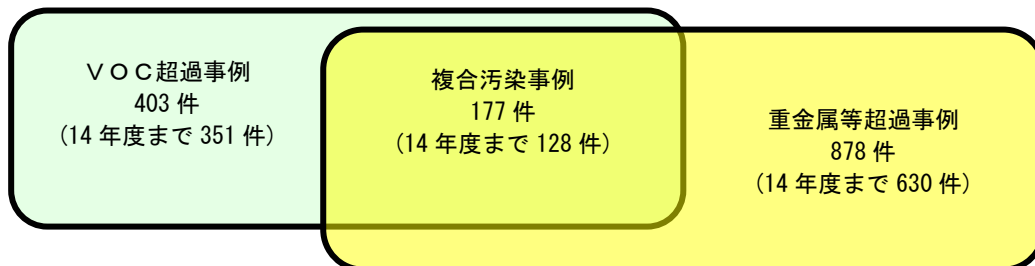 ＶＯＣ超過事例
403 件
（14 年度まで 351 件）
複合汚染事例
177 件
（14 年度まで 128 件）
重金属等超過事例
878 件
（14 年度まで 630 件）